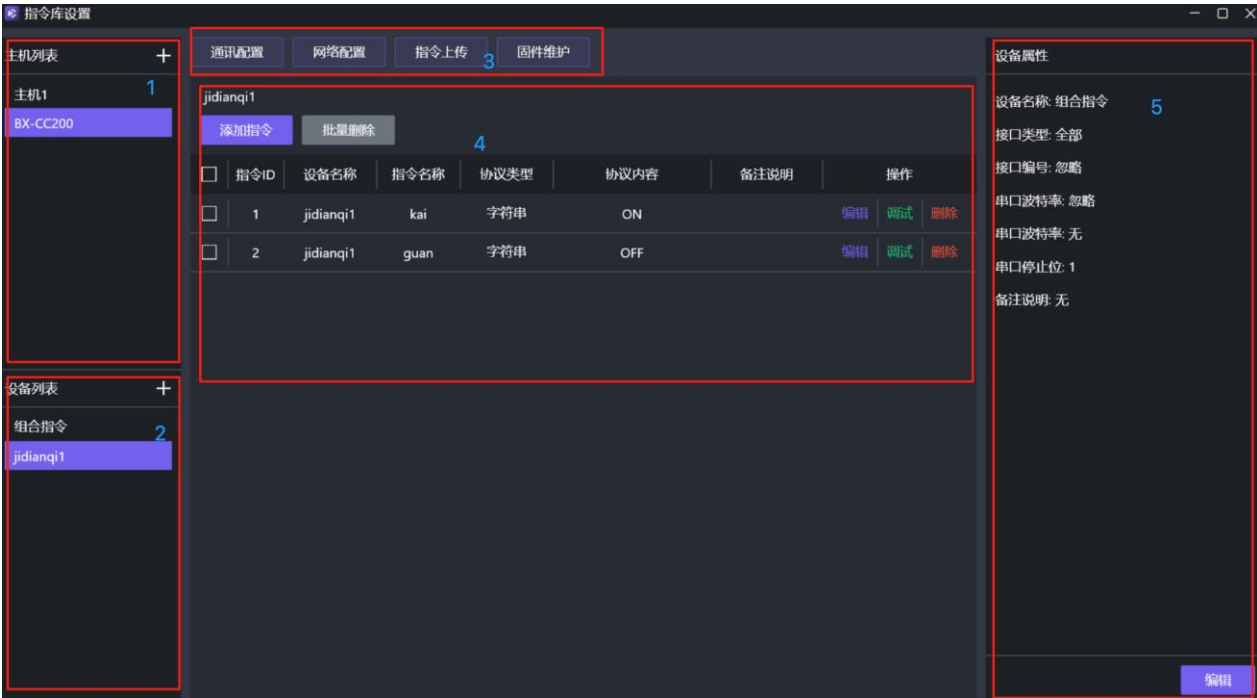 指令库设置
主机列表 +
主机1
1
BX-CC200
设备列表 +
组合指令
2
jidianqi1
通讯配置 网络配置 指令上传 固件维护
3
jidianqi1
添加指令 批量删除
4
指令ID 设备名称 指令名称 协议类型 协议内容 备注说明 操作
1 jidianqi1 kai 字符串 ON 编辑 调试 删除
2 jidianqi1 guan 字符串 OFF 编辑 调试 删除
设备属性
设备名称: 组合指令
5
接口类型: 全部
接口编号: 忽略
串口波特率: 忽略
串口波特率: 无
串口停止位: 1
备注说明: 无
编辑